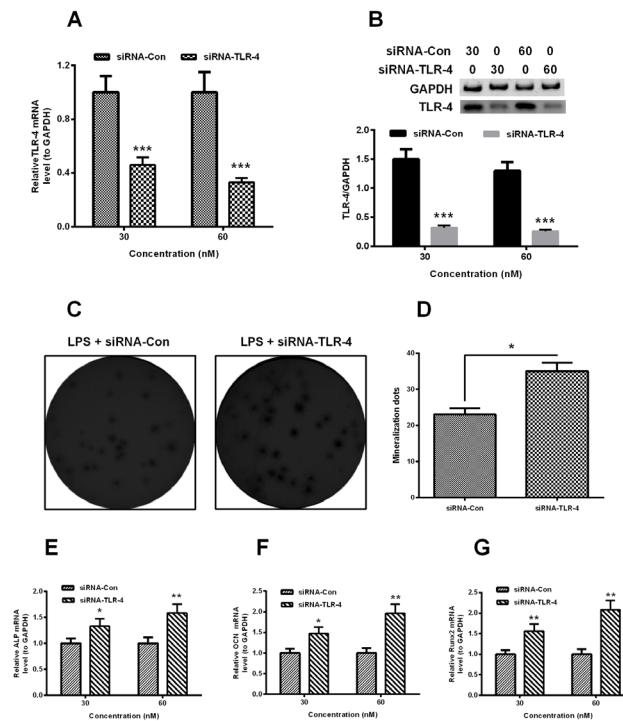 A
siRNA-Con siRNA-TLR-4
Relative TLR-4 mRNA
level (to GAPDH)
1.2
0.8
0.4
0.0
***
***
30 60
Concentration (nM)
B
siRNA-Con 30 0 60 0
siRNA-TLR-4 0 30 0 60
GAPDH
TLR-4
siRNA-Con siRNA-TLR-4
TLR-4/GAPDH
2.0
1.5
1.0
0.5
0.0
***
***
30 60
Concentration (nM)
C
LPS + siRNA-Con LPS + siRNA-TLR-4
D
Mineralization dots
40
30
20
10
0
*
siRNA-Con siRNA-TLR-4
E
siRNA-Con
siRNA-TLR-4
Relative ALP mRNA
level (to GAPDH)
2.0
1.5
1.0
0.5
0.0
*
**
30 60
Concentration (nM)
F
siRNA-Con
siRNA-TLR-4
Relative OCN mRNA
level (to GAPDH)
2.5
2.0
1.5
1.0
0.5
0.0
*
**
30 60
Concentration (nM)
G
siRNA-Con
siRNA-TLR-4
Relative Runx2 mRNA
level (to GAPDH)
2.5
2.0
1.5
1.0
0.5
0.0
**
**
30 60
Concentration (nM)